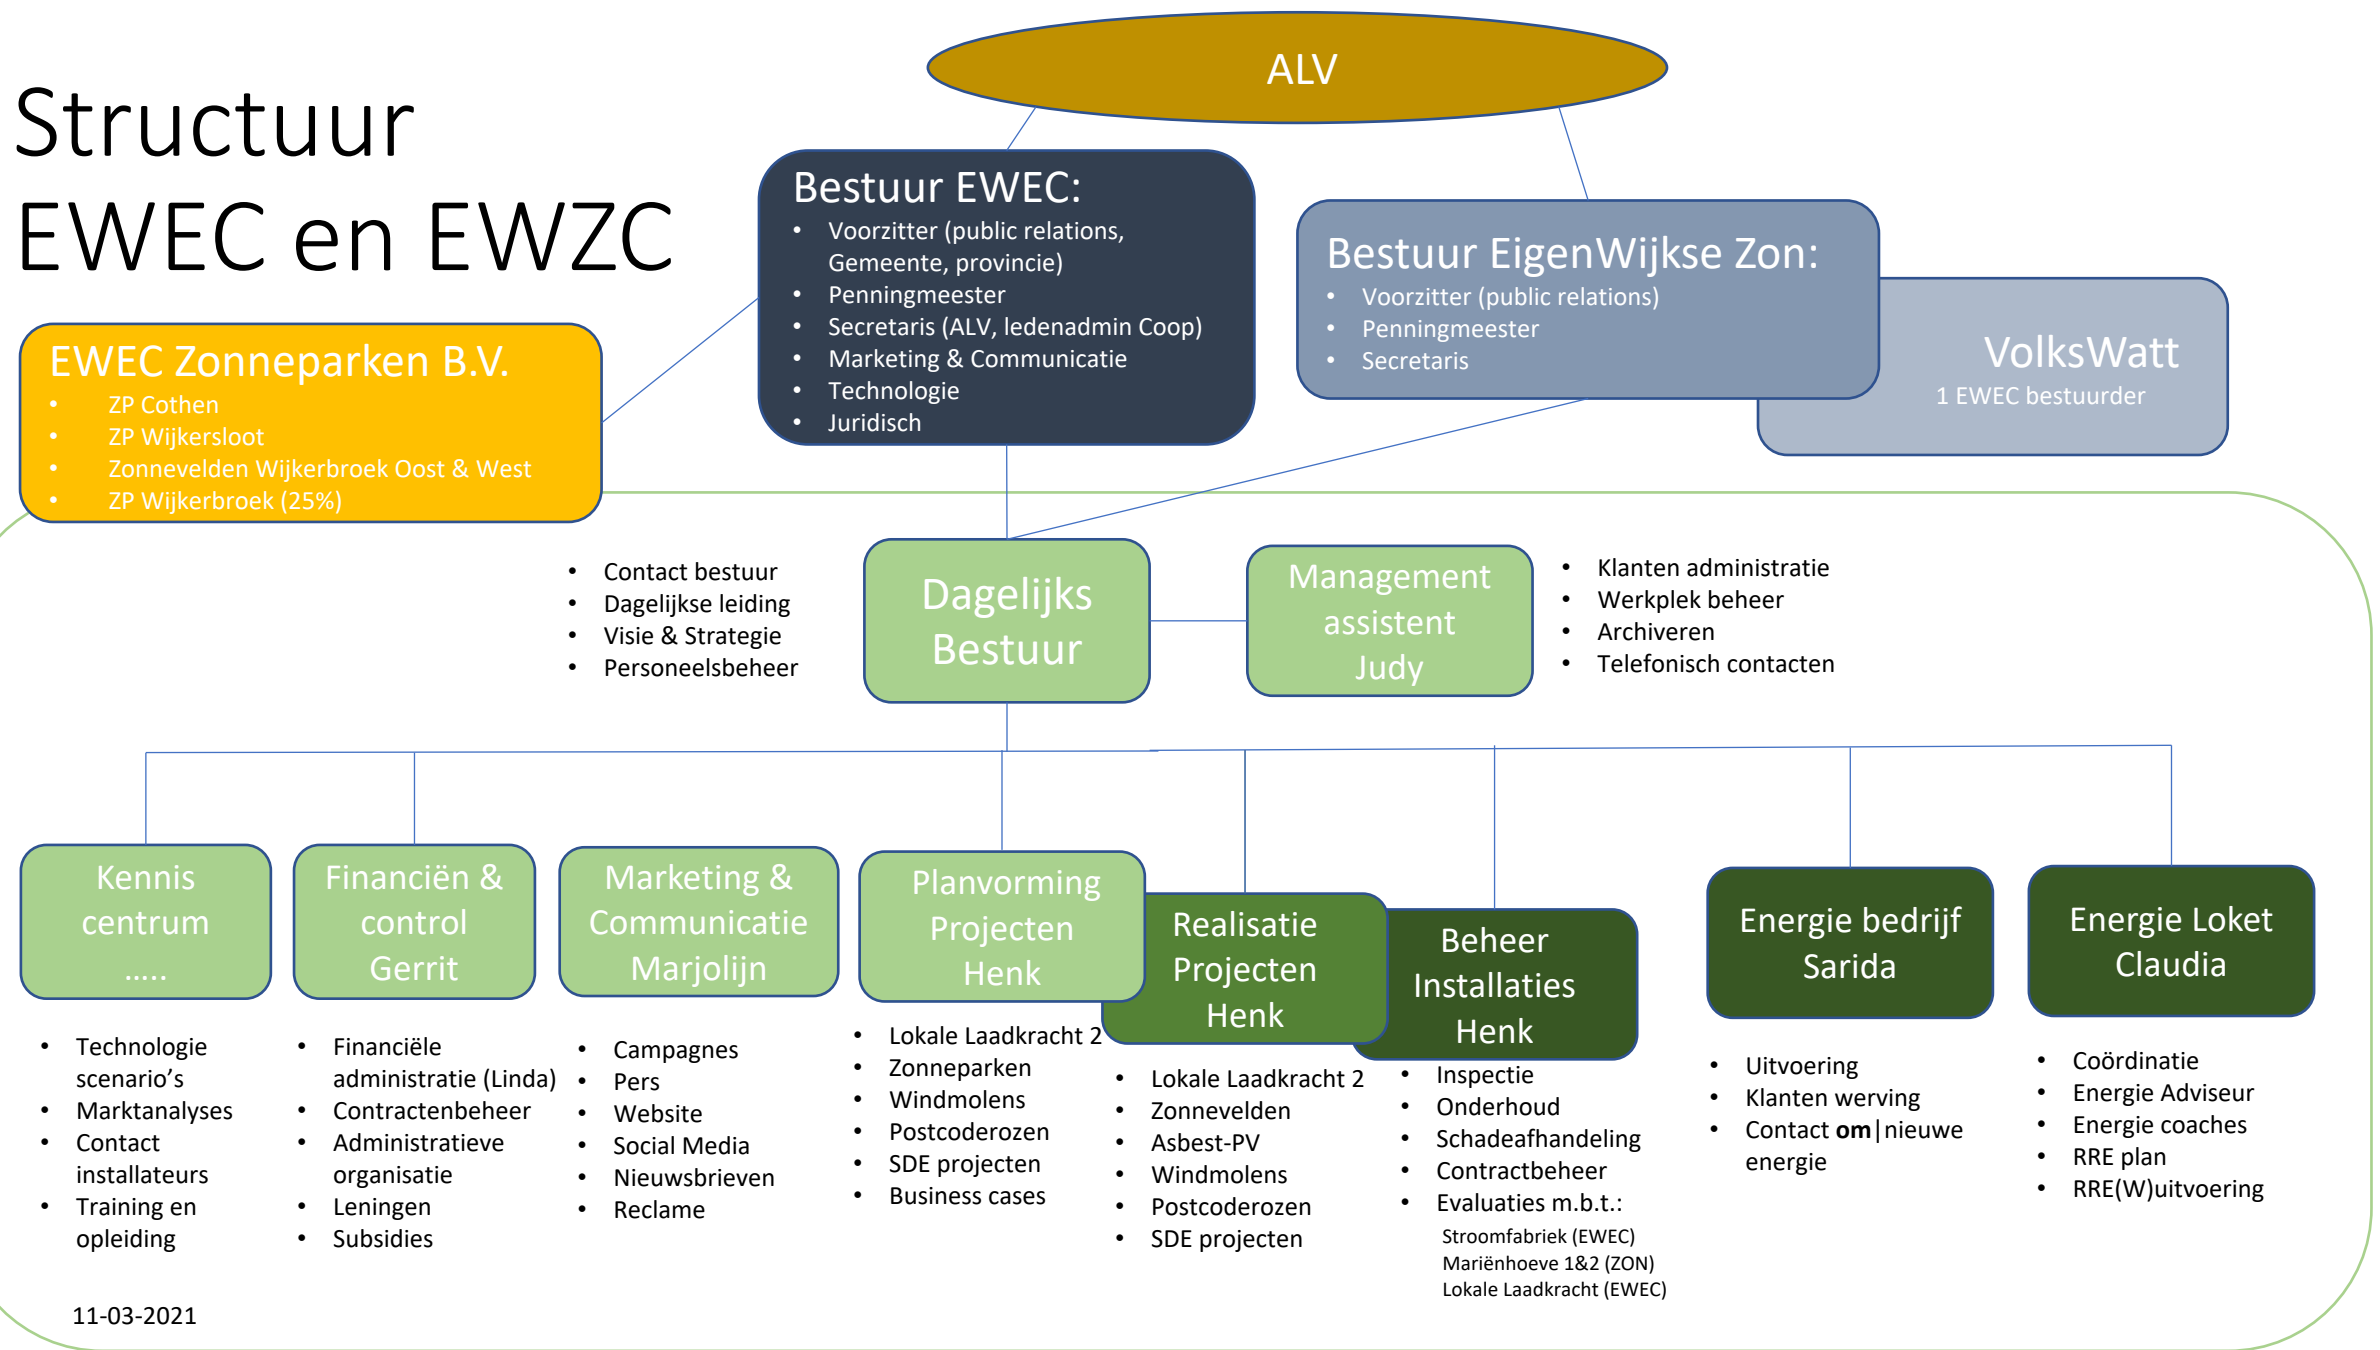 Structuur
EWEC en EWZC
ALV
Bestuur EWEC:
• Voorzitter (public relations,
Gemeente, provincie)
• Penningmeester
• Secretaris (ALV, ledenadmin Coop)
• Marketing & Communicatie
• Technologie
• Juridisch
Bestuur EigenWijkse Zon:
• Voorzitter (public relations)
• Penningmeester
• Secretaris
VolksWatt
1 EWEC bestuurder
EWEC Zonneparken B.V.
• ZP Cothen
• ZP Wijkersloot
• Zonnevelden Wijkerbroek Oost & West
• ZP Wijkerbroek (25%)
• Contact bestuur
• Dagelijkse leiding
• Visie & Strategie
• Personeelsbeheer
Dagelijks
Bestuur
Management
assistent
Judy
• Klanten administratie
• Werkplek beheer
• Archiveren
• Telefonisch contacten
Kennis
centrum
.....
• Technologie
scenario’s
• Marktanalyses
• Contact
installateurs
• Training en
opleiding
Financiën &
control
Gerrit
• Financiële
administratie (Linda)
• Contractenbeheer
• Administratieve
organisatie
• Leningen
• Subsidies
Marketing &
Communicatie
Marjolijn
• Campagnes
• Pers
• Website
• Social Media
• Nieuwsbrieven
• Reclame
Planvorming
Projecten
Henk
• Lokale Laadkracht 2
• Zonneparken
• Windmolens
• Postcoderozen
• SDE projecten
• Business cases
Realisatie
Projecten
Henk
• Lokale Laadkracht 2
• Zonnevelden
• Asbest-PV
• Windmolens
• Postcoderozen
• SDE projecten
Beheer
Installaties
Henk
• Inspectie
• Onderhoud
• Schadeafhandeling
• Contractbeheer
• Evaluaties m.b.t.:
Stroomfabriek (EWEC)
Mariënhoeve 1&2 (ZON)
Lokale Laadkracht (EWEC)
Energie bedrijf
Sarida
• Uitvoering
• Klanten werving
• Contact om|nieuwe
energie
Energie Loket
Claudia
• Coördinatie
• Energie Adviseur
• Energie coaches
• RRE plan
• RRE(W)uitvoering
11-03-2021